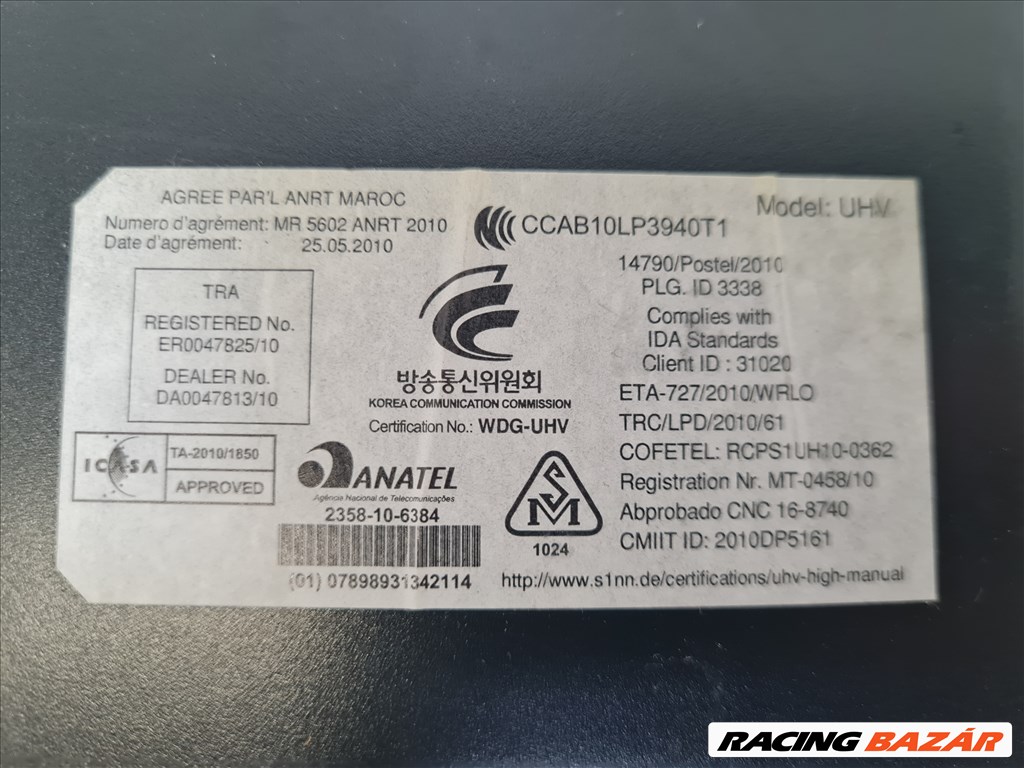 AGREE PAR'L ANRT MAROC
Numero d'agrément: MR 5602 ANRT 2010
Date d'agrément: 25.05.2010
TRA
REGISTERED No.
ER0047825/10
DEALER No.
DA0047813/10
ICASA
TA-2010/1850
APPROVED
CCAB10LP3940T1
방송통신위원회
KOREA COMMUNICATION COMMISSION
Certification No.: WDG-UHV
ANATEL
Agência Nacional de Telecomunicações
2358-10-6384
(01) 07898931342114
S
M
1024
Model: UHV
14790/Postel/2010
PLG. ID 3338
Complies with
IDA Standards
Client ID : 31020
ETA-727/2010/WRLO
TRC/LPD/2010/61
COFETEL: RCPS1UH10-0362
Registration Nr. MT-0458/10
Abprobado CNC 16-8740
CMIIT ID: 2010DP5161
http://www.s1nn.de/certifications/uhv-high-manual
RACING BAZÁR